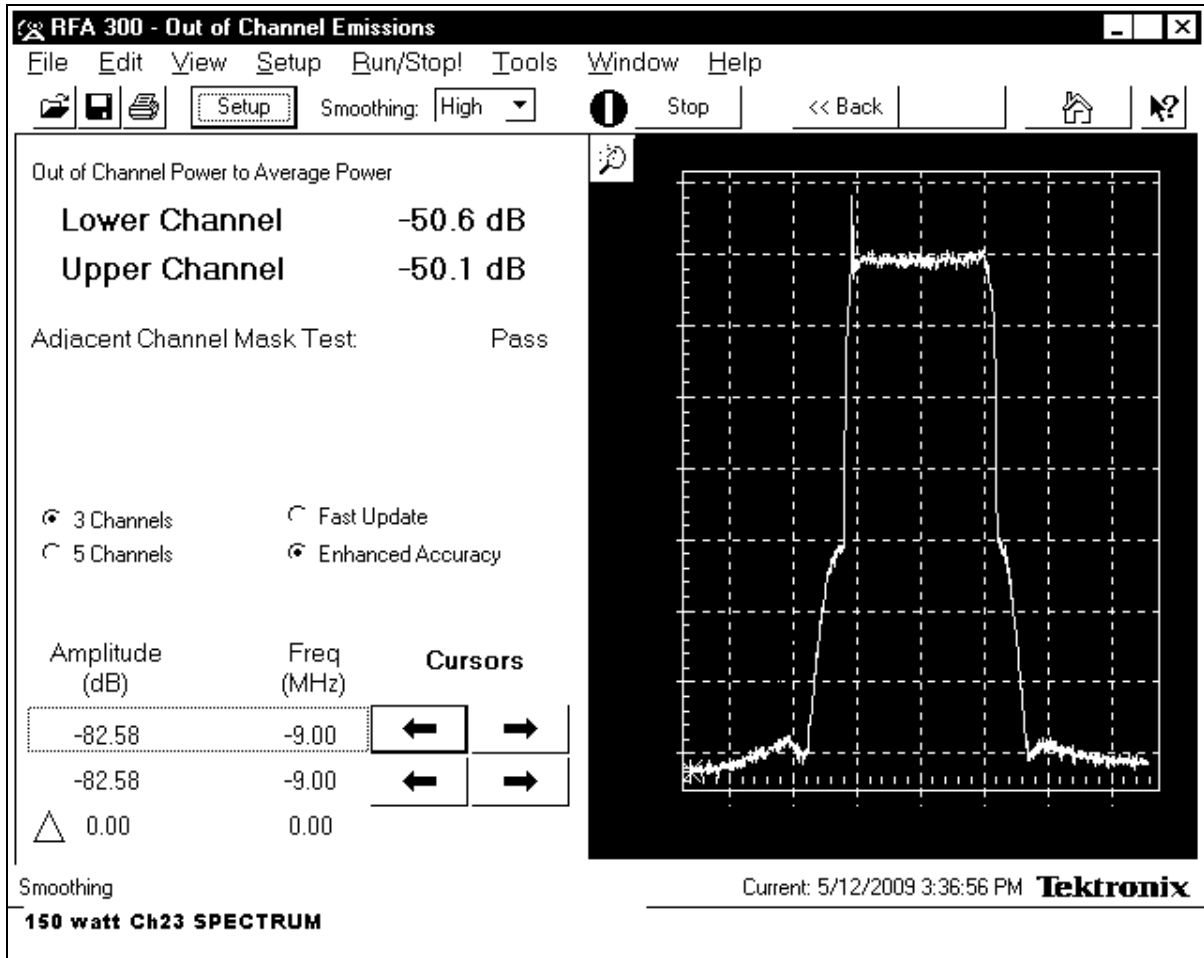 RFA 300 - Out of Channel Emissions
File Edit View Setup Run/Stop! Tools Window Help
Setup Smoothing: High Stop << Back
Out of Channel Power to Average Power
Lower Channel -50.6 dB
Upper Channel -50.1 dB
Adjacent Channel Mask Test: Pass
3 Channels Fast Update
5 Channels Enhanced Accuracy
Amplitude (dB) Freq (MHz) Cursors
-82.58 -9.00
-82.58 -9.00
△ 0.00 0.00
Smoothing Current: 5/12/2009 3:36:56 PM Tektronix
150 watt Ch23 SPECTRUM